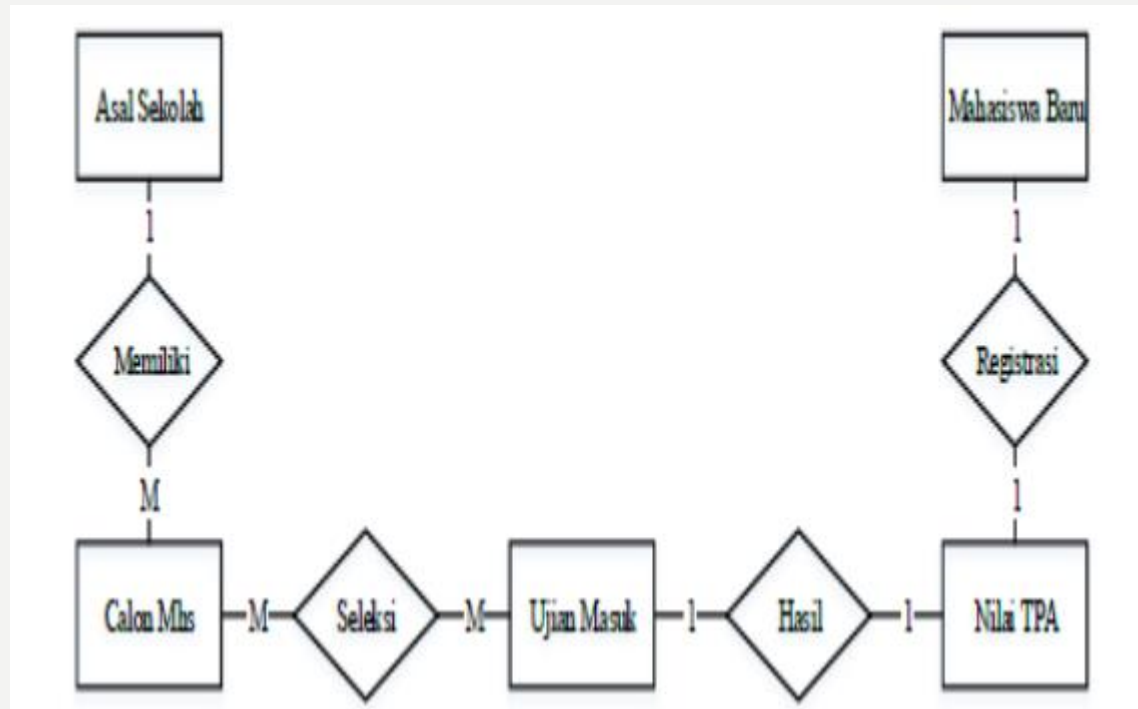 Asal Sekolah
Mahasiswa Baru
1
1
Memiliki
Registrasi
M
1
Calon Mhs
M
Seleksi
M
Ujian Masuk
1
Hasil
1
Nilai TPA